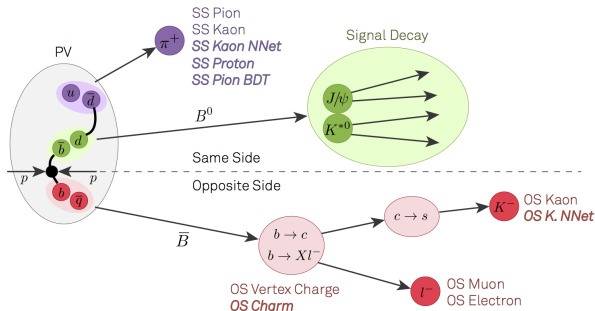 SS Pion
SS Kaon
SS Kaon NNet
SS Proton
SS Pion BDT
π⁺
PV
Signal Decay
u
d̅
J/ψ
K*⁰
B⁰
b̅
d
Same Side
p
p
Opposite Side
b
q̅
B̅
b → c
b → Xl⁻
c → s
K⁻
OS Kaon
OS K. NNet
OS Vertex Charge
OS Charm
l⁻
OS Muon
OS Electron